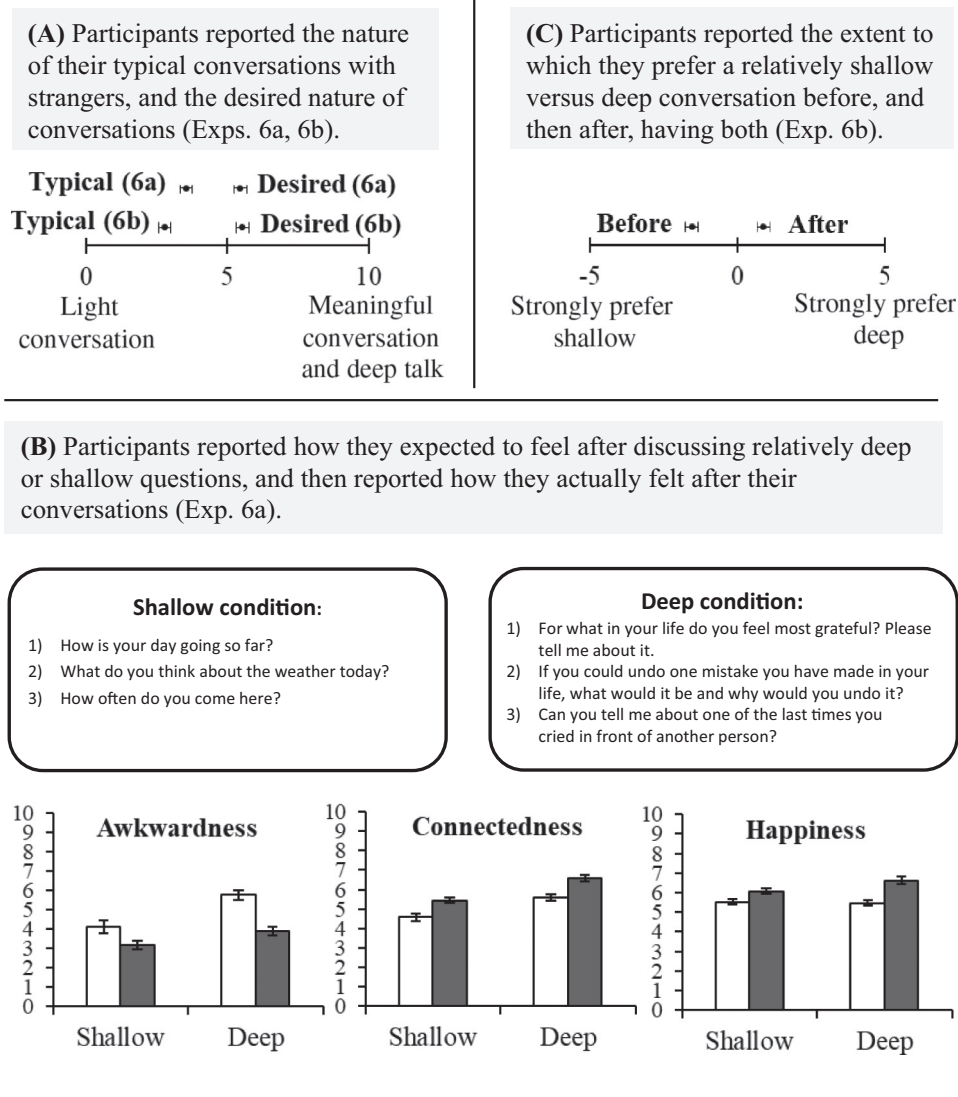 (A) Participants reported the nature
of their typical conversations with
strangers, and the desired nature of
conversations (Exps. 6a, 6b).
Typical (6a)
Desired (6a)
Typical (6b)
Desired (6b)
0
5
10
Light
conversation
Meaningful
conversation
and deep talk
(C) Participants reported the extent to
which they prefer a relatively shallow
versus deep conversation before, and
then after, having both (Exp. 6b).
Before
After
-5
0
5
Strongly prefer
shallow
Strongly prefer
deep
(B) Participants reported how they expected to feel after discussing relatively deep
or shallow questions, and then reported how they actually felt after their
conversations (Exp. 6a).
Shallow condition:
1) How is your day going so far?
2) What do you think about the weather today?
3) How often do you come here?
Deep condition:
1) For what in your life do you feel most grateful? Please
tell me about it.
2) If you could undo one mistake you have made in your
life, what would it be and why would you undo it?
3) Can you tell me about one of the last times you
cried in front of another person?
Awkwardness
10
9
8
7
6
5
4
3
2
1
0
Shallow
Deep
Connectedness
10
9
8
7
6
5
4
3
2
1
0
Shallow
Deep
Happiness
10
9
8
7
6
5
4
3
2
1
0
Shallow
Deep